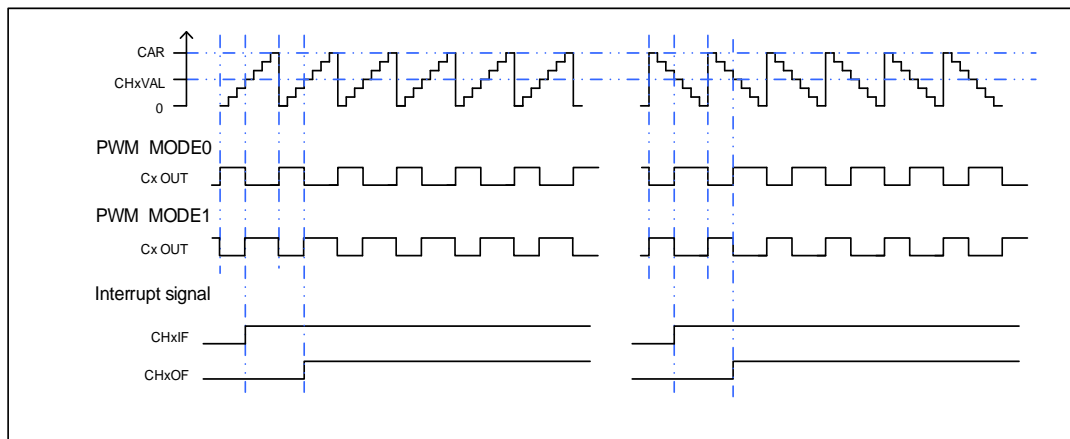 CAR
CHxVAL
0
PWM MODE0
Cx OUT
PWM MODE1
Cx OUT
Interrupt signal
CHxIF
CHxOF